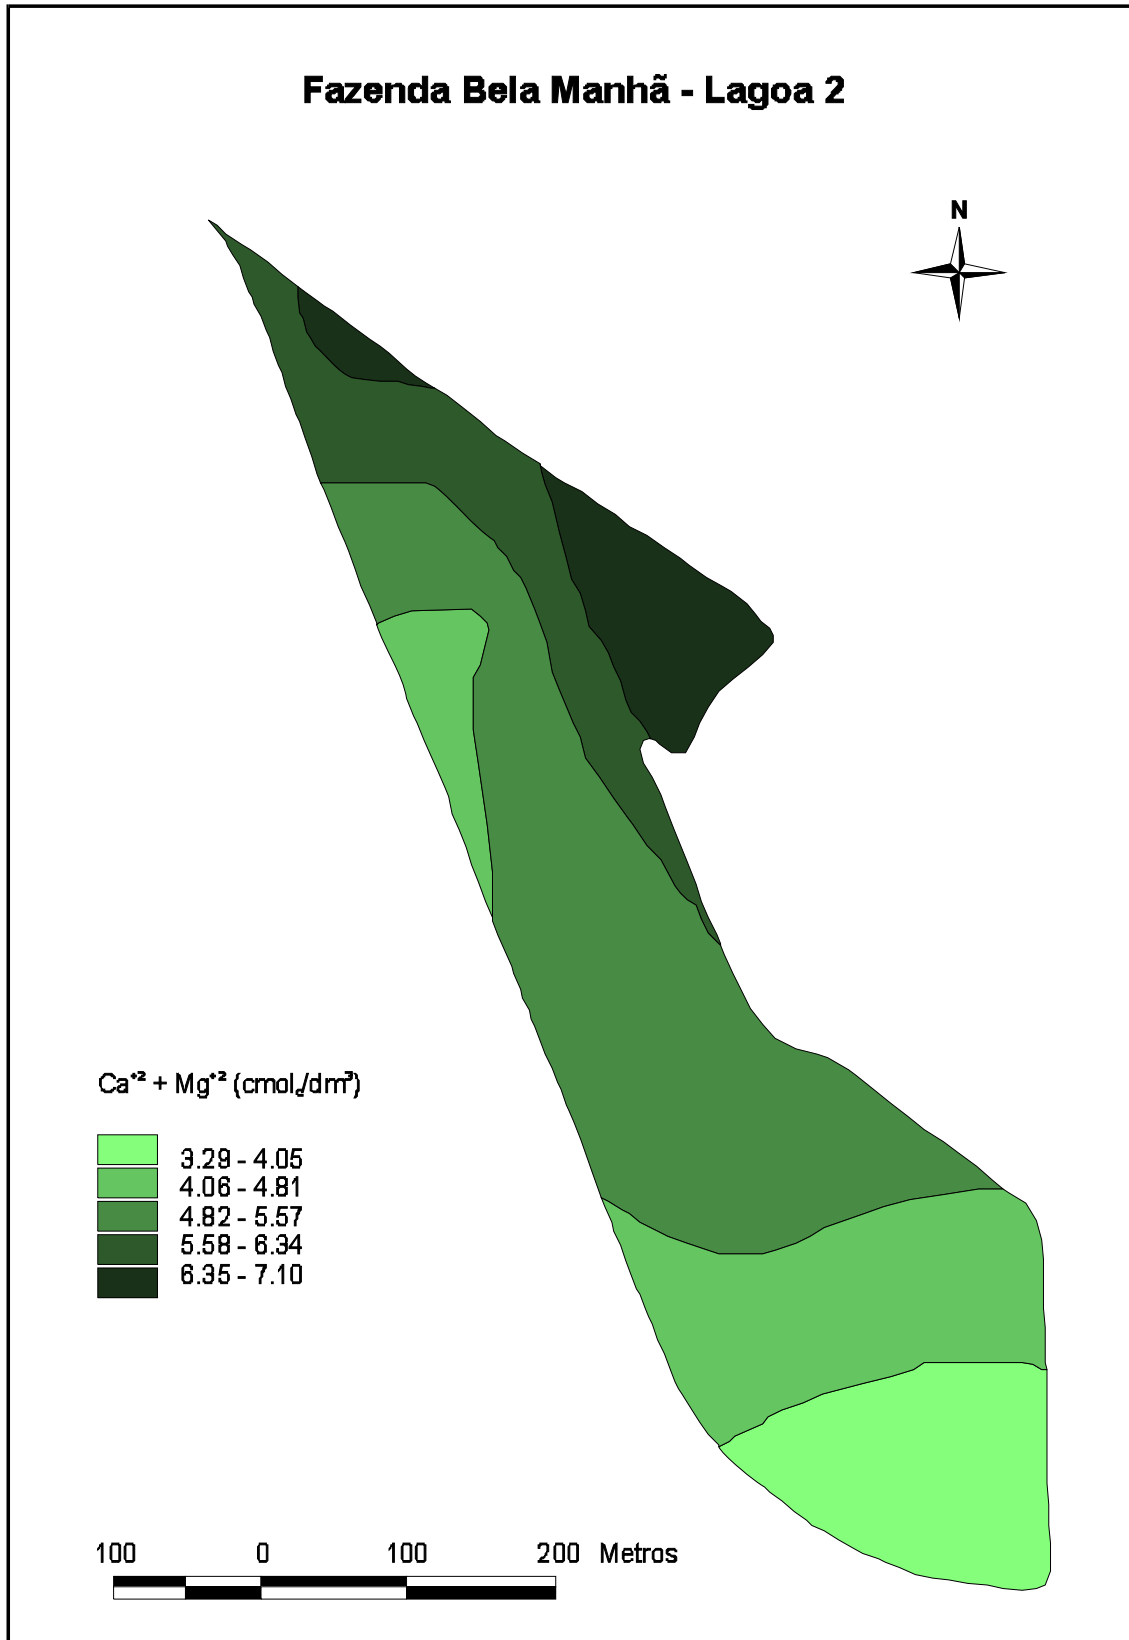 Fazenda Bela Manhã - Lagoa 2
N
Ca⁺² + Mg⁺² (cmol꜀/dm³)
3.29 - 4.05
4.06 - 4.81
4.82 - 5.57
5.58 - 6.34
6.35 - 7.10
100 0 100 200 Metros